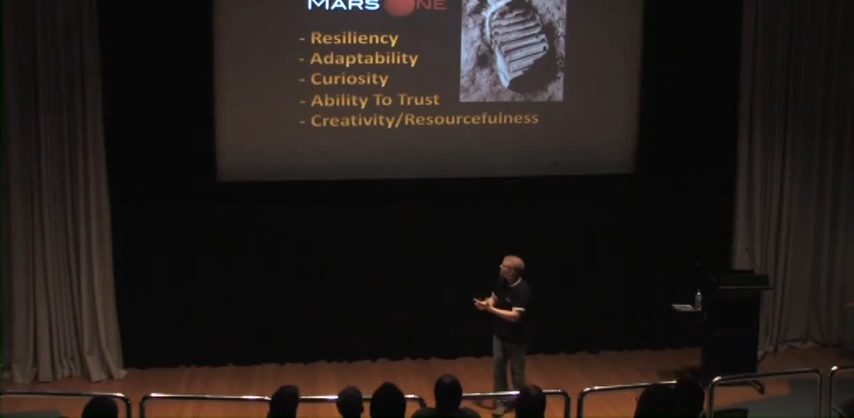 MARS ONE
- Resiliency
- Adaptability
- Curiosity
- Ability To Trust
- Creativity/Resourcefulness